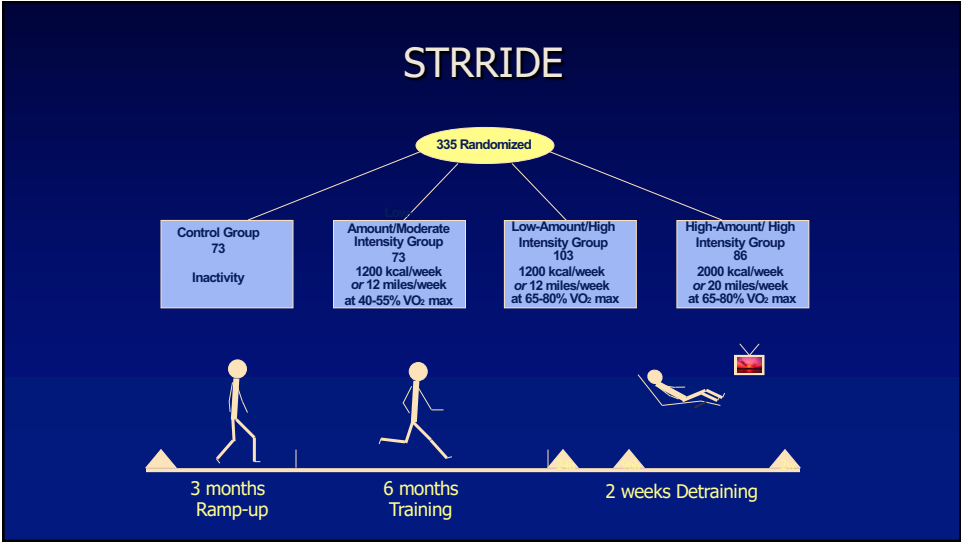 STRRIDE
335 Randomized
Control Group
73
Inactivity
Amount/Moderate
Intensity Group
73
1200 kcal/week
or 12 miles/week
at 40-55% VO₂ max
Low-Amount/High
Intensity Group
103
1200 kcal/week
or 12 miles/week
at 65-80% VO₂ max
High-Amount/ High
Intensity Group
86
2000 kcal/week
or 20 miles/week
at 65-80% VO₂ max
3 months
Ramp-up
6 months
Training
2 weeks Detraining